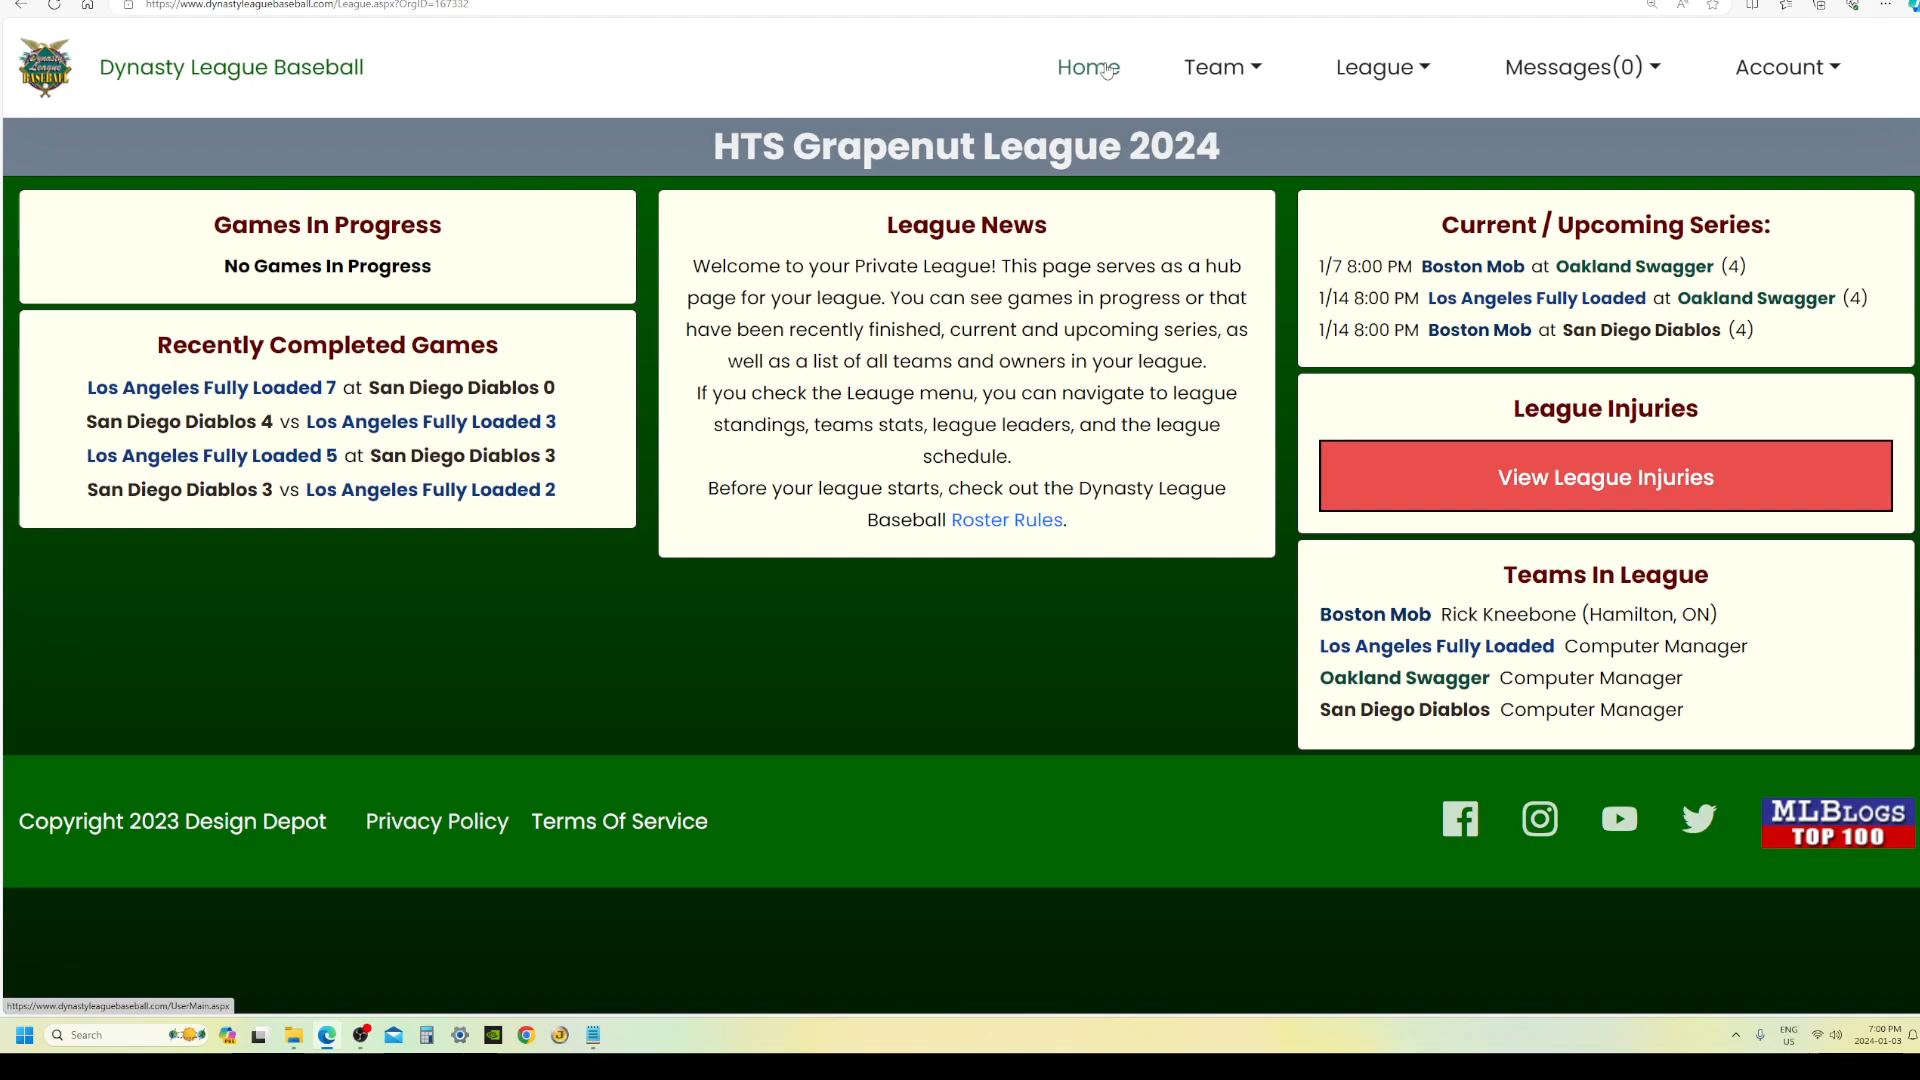 https://www.dynastyleaguebaseball.com/League.aspx?OrgID=167332
Dynasty League BASEBALL
Dynasty League Baseball
Home
Team
League
Messages(0)
Account
HTS Grapenut League 2024
Games In Progress
No Games In Progress
Recently Completed Games
Los Angeles Fully Loaded 7 at San Diego Diablos 0
San Diego Diablos 4 vs Los Angeles Fully Loaded 3
Los Angeles Fully Loaded 5 at San Diego Diablos 3
San Diego Diablos 3 vs Los Angeles Fully Loaded 2
League News
Welcome to your Private League! This page serves as a hub
page for your league. You can see games in progress or that
have been recently finished, current and upcoming series, as
well as a list of all teams and owners in your league.
If you check the Leauge menu, you can navigate to league
standings, teams stats, league leaders, and the league
schedule.
Before your league starts, check out the Dynasty League
Baseball Roster Rules.
Current / Upcoming Series:
1/7 8:00 PM Boston Mob at Oakland Swagger (4)
1/14 8:00 PM Los Angeles Fully Loaded at Oakland Swagger (4)
1/14 8:00 PM Boston Mob at San Diego Diablos (4)
League Injuries
View League Injuries
Teams In League
Boston Mob Rick Kneebone (Hamilton, ON)
Los Angeles Fully Loaded Computer Manager
Oakland Swagger Computer Manager
San Diego Diablos Computer Manager
Copyright 2023 Design Depot
Privacy Policy
Terms Of Service
MLBLOGS
TOP 100
https://www.dynastyleaguebaseball.com/UserMain.aspx
Search
ENG
US
7:00 PM
2024-01-03